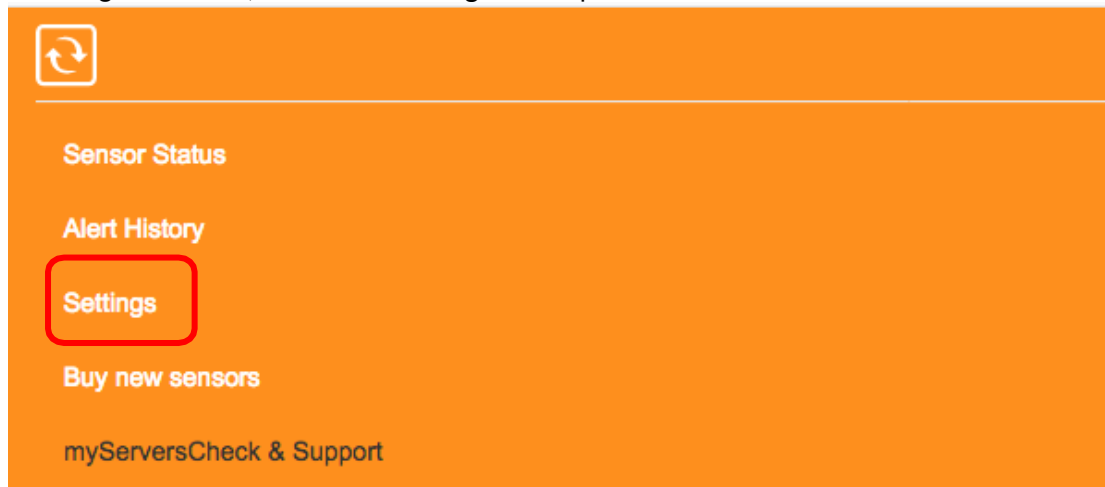 Sensor Status
Alert History
Settings
Buy new sensors
myServersCheck & Support